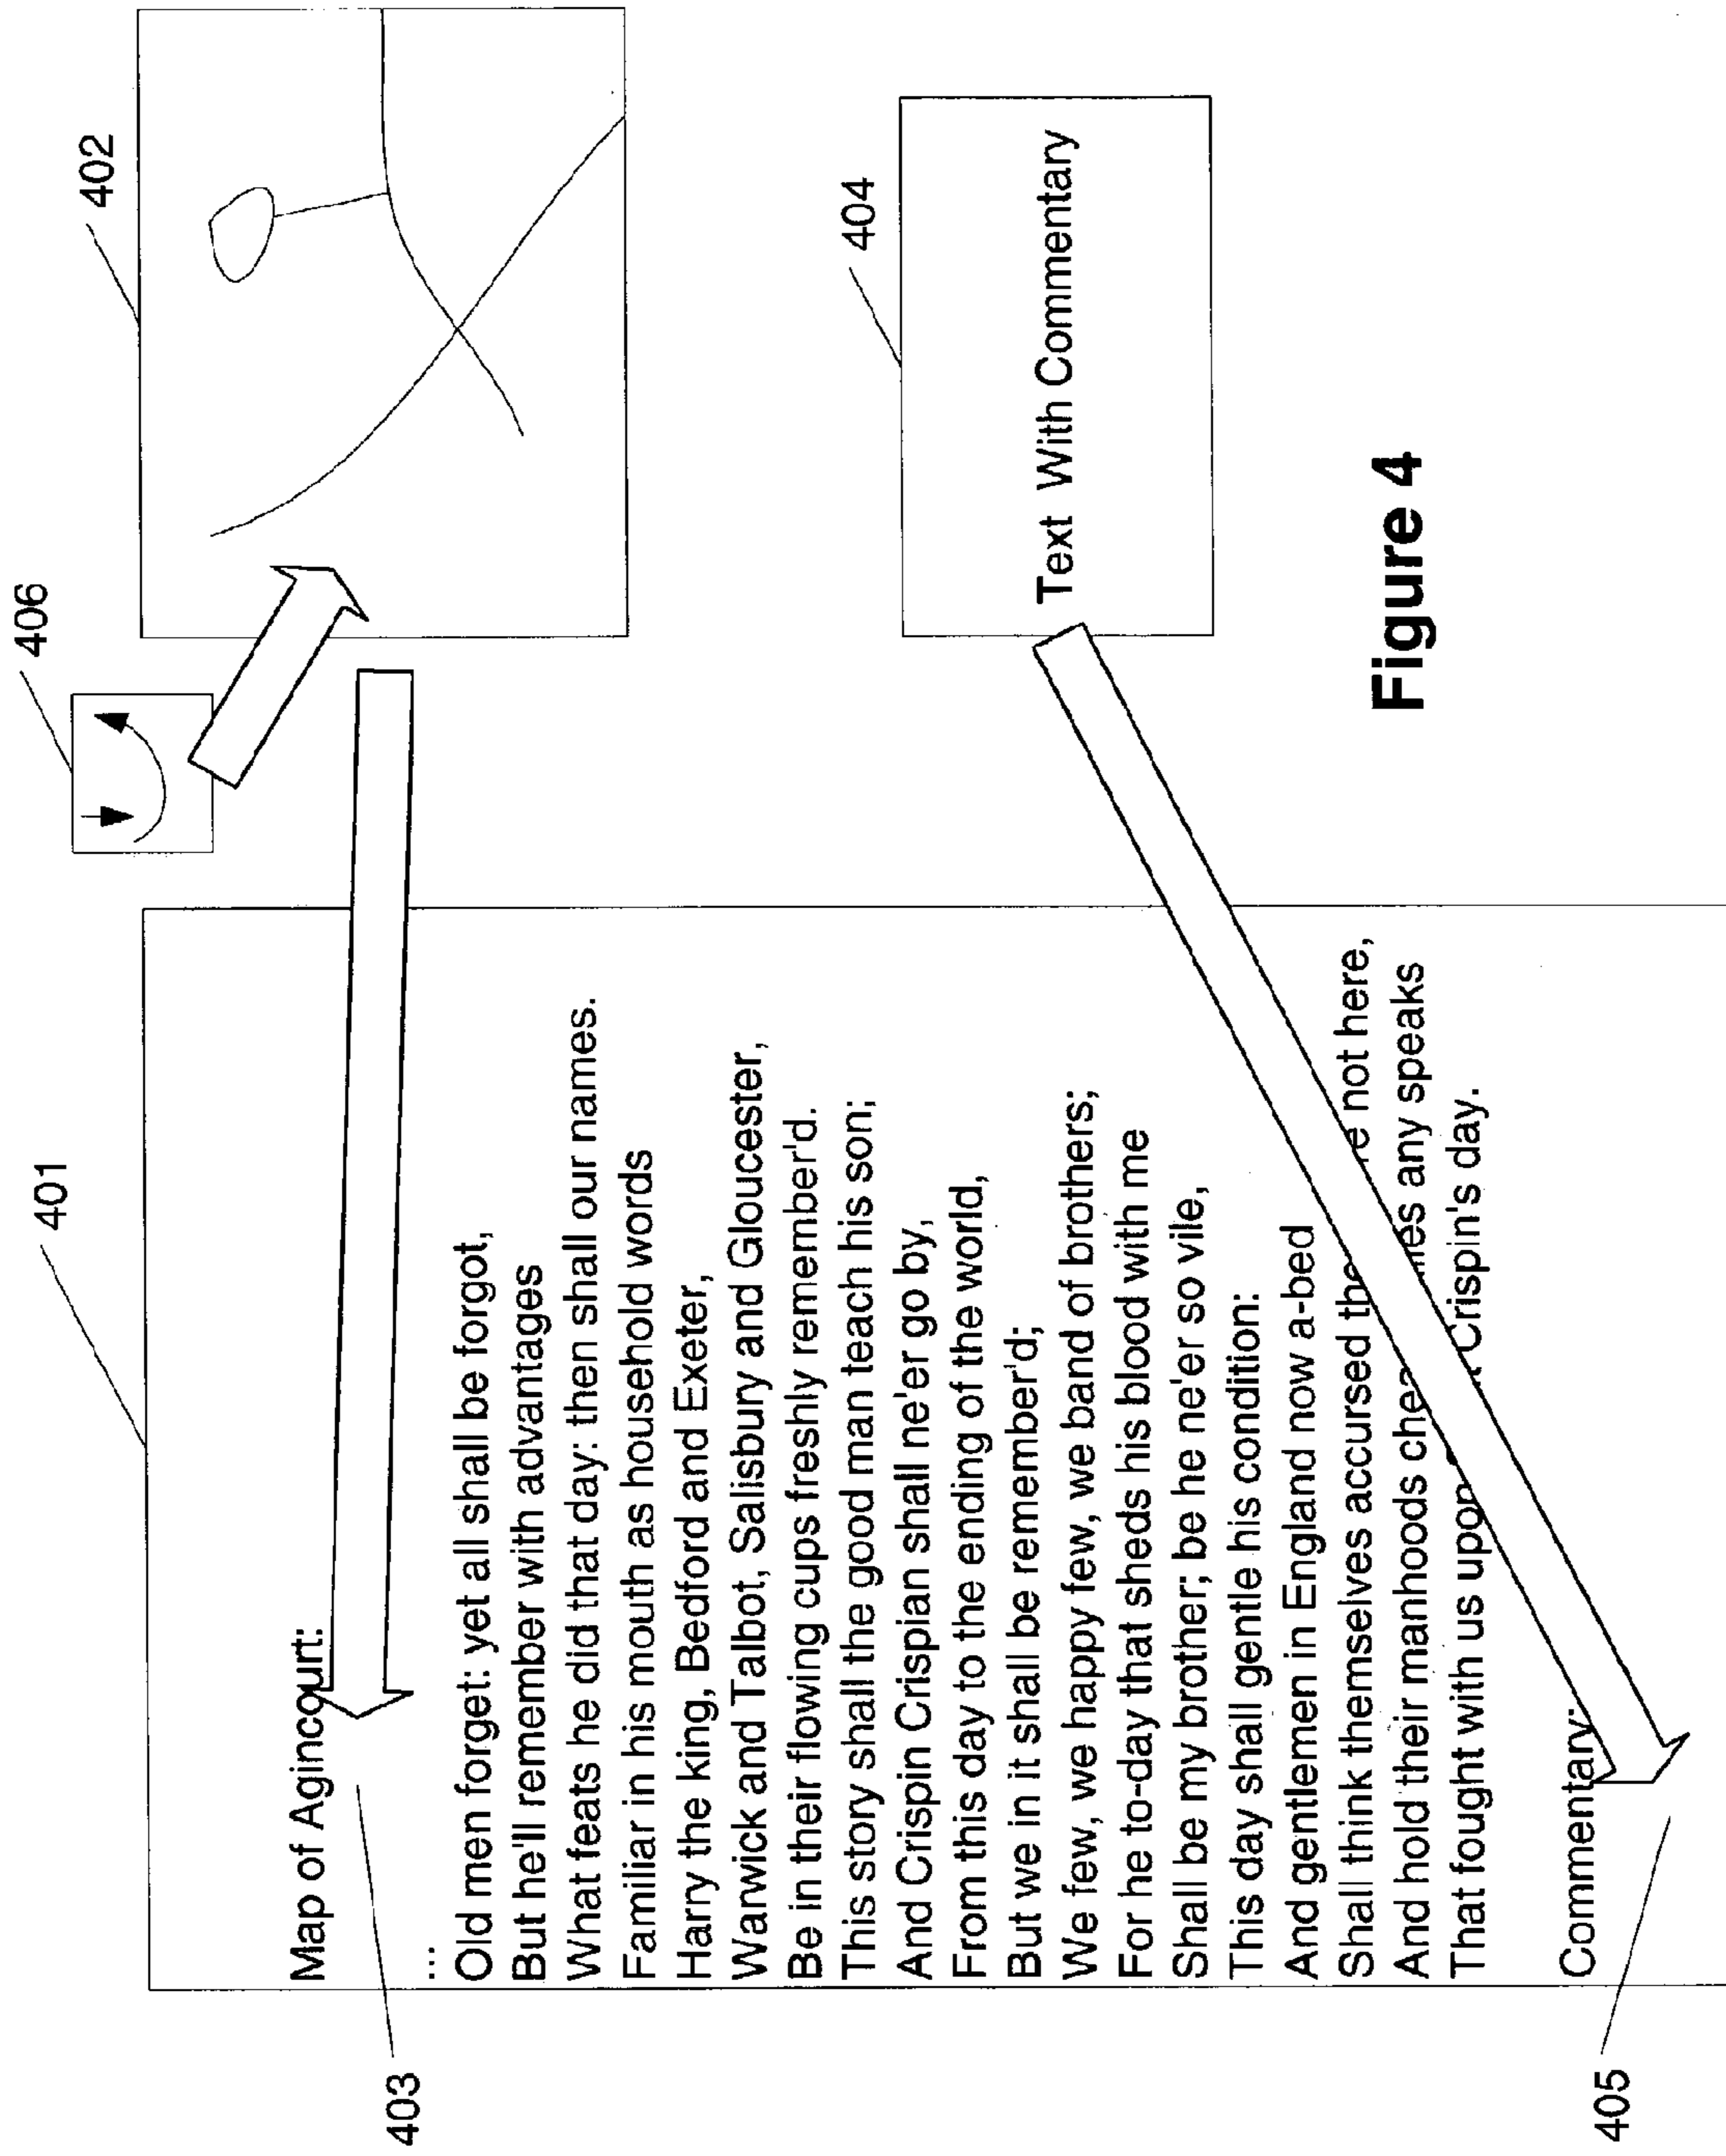 401
Map of Agincourt:
...
Old men forget: yet all shall be forgot,
But he'll remember with advantages
What feats he did that day: then shall our names.
Familiar in his mouth as household words
Harry the king, Bedford and Exeter,
Warwick and Talbot, Salisbury and Gloucester,
Be in their flowing cups freshly remember'd.
This story shall the good man teach his son;
And Crispin Crispian shall ne'er go by,
From this day to the ending of the world,
But we in it shall be remember'd;
We few, we happy few, we band of brothers;
For he to-day that sheds his blood with me
Shall be my brother; be he ne'er so vile,
This day shall gentle his condition:
And gentlemen in England now a-bed
Shall think themselves accursed not here,
And hold their manhoods any speaks
That fought with us upon Crispin's day.
Commentary:
403
405
406
402
404
Text With Commentary
Figure 4